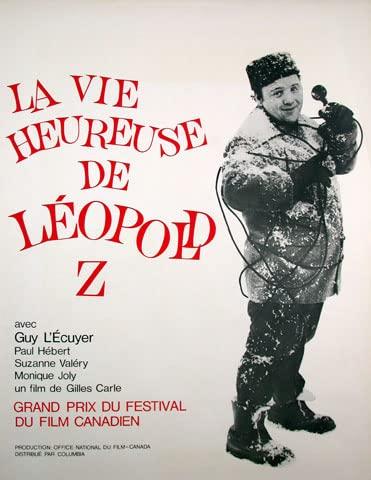 LA VIE
HEUREUSE
DE
LÉOPOLD
Z
avec
Guy L'Écuyer
Paul Hébert
Suzanne Valéry
Monique Joly
un film de Gilles Carle
GRAND PRIX DU FESTIVAL
DU FILM CANADIEN
PRODUCTION: OFFICE NATIONAL DU FILM-CANADA
DISTRIBUÉ PAR COLUMBIA